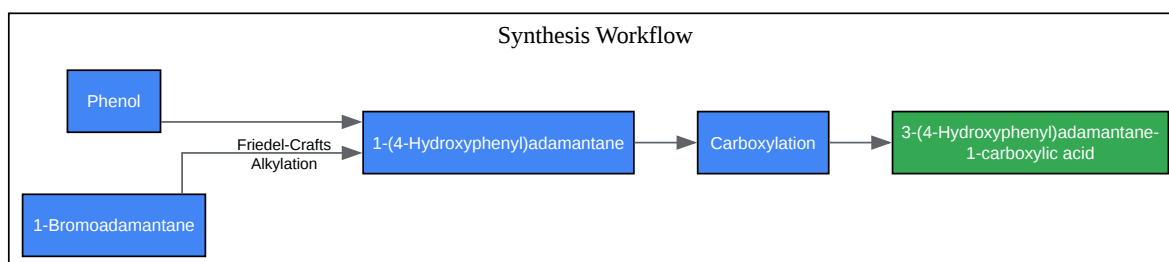 Synthesis Workflow
Phenol
Friedel-Crafts
Alkylation
1-Bromoadamantane
1-(4-Hydroxyphenyl)adamantane
Carboxylation
3-(4-Hydroxyphenyl)adamantane-
1-carboxylic acid